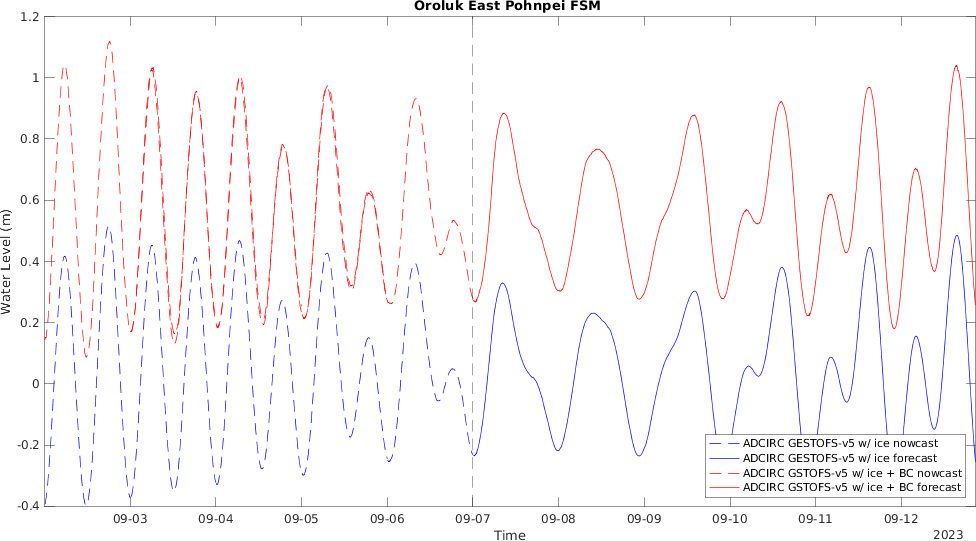 Oroluk East Pohnpei FSM
1.2
1
0.8
0.6
0.4
0.2
0
-0.2
-0.4
Water Level (m)
ADCIRC GESTOFS-v5 w/ ice nowcast
ADCIRC GESTOFS-v5 w/ ice forecast
ADCIRC GSTOFS-v5 w/ ice + BC nowcast
ADCIRC GSTOFS-v5 w/ ice + BC forecast
09-03 09-04 09-05 09-06 09-07 09-08 09-09 09-10 09-11 09-12
Time
2023